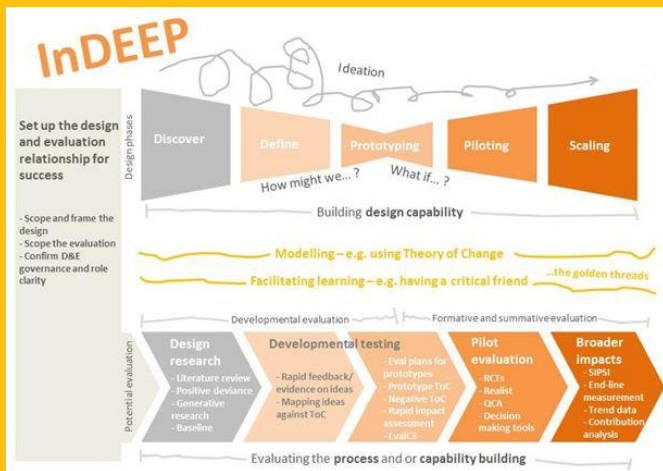 InDEEP
Ideation
Set up the design
and evaluation
relationship for
success
- Scope and frame the
design
- Scope the evaluation
- Confirm D&E
governance and role
clarity
Design phases
Discover
Define
Prototyping
Piloting
Scaling
How might we... ?
What if... ?
Building design capability
Modelling – e.g. using Theory of Change
Facilitating learning – e.g. having a critical friend
...the golden threads
Developmental evaluation
Formative and summative evaluation
Potential evaluation
Design
research
- Literature review
- Positive deviance
- Generative
research
- Baseline
Developmental testing
- Rapid feedback/
evidence on ideas
- Mapping ideas
against ToC
- Eval plans for
prototypes
- Prototype ToC
- Negative ToC
- Rapid impact
assessment
- EvalC3
Pilot
evaluation
- RCTs
- Realist
- QCA
- Decision
making tools
Broader
impacts
- SIPSI
- End-line
measurement
- Trend data
- Contribution
analysis
Evaluating the process and or capability building